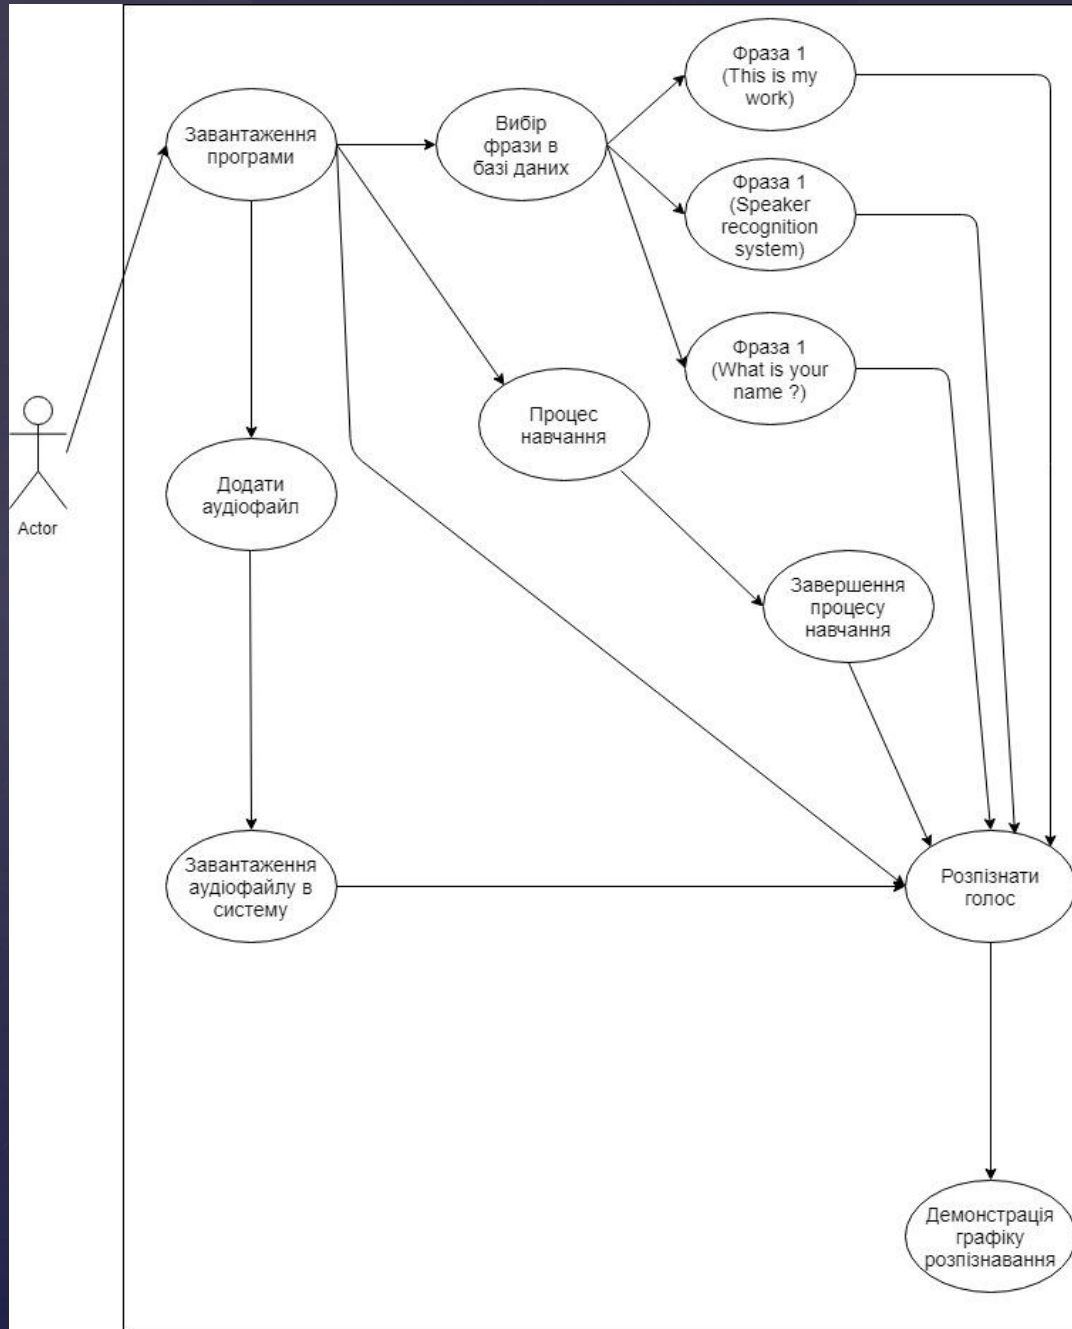 Фраза 1
(This is my
work)
Завантаження
програми
Вибір
фрази в
базі даних
Фраза 1
(Speaker
recognition
system)
Фраза 1
(What is your
name ?)
Процес
навчання
Actor
Додати
аудіофайл
Завершення
процесу
навчання
Завантаження
аудіофайлу в
систему
Розпізнати
голос
Демонстрація
графіку
розпізнавання